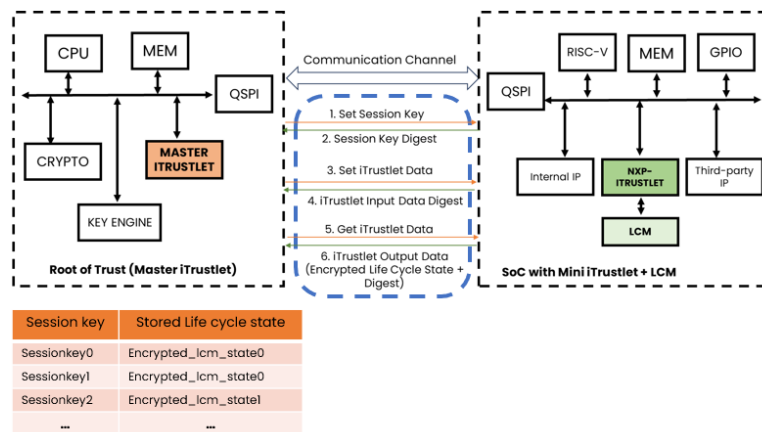 CPU
MEM
QSPI
CRYPTO
MASTER
ITRUSTLET
KEY ENGINE
Root of Trust (Master iTrustlet)
Communication Channel
1. Set Session Key
2. Session Key Digest
3. Set iTrustlet Data
4. iTrustlet Input Data Digest
5. Get iTrustlet Data
6. iTrustlet Output Data
(Encrypted Life Cycle State +
Digest)
RISC-V
MEM
GPIO
QSPI
Internal IP
NXP-
ITRUSTLET
Third-party
IP
LCM
SoC with Mini iTrustlet + LCM
Session key Stored Life cycle state
Sessionkey0 Encrypted_lcm_state0
Sessionkey1 Encrypted_lcm_state0
Sessionkey2 Encrypted_lcm_state1
... ...